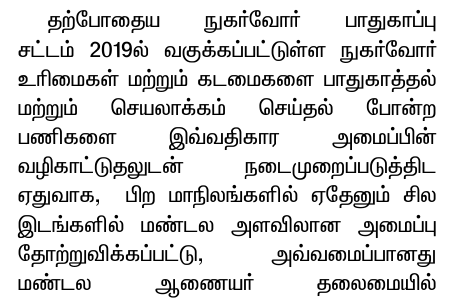 தற்போதைய நுகர்வோர் பாதுகாப்பு
சட்டம் 2019ல் வகுக்கப்பட்டுள்ள நுகர்வோர்
உரிமைகள் மற்றும் கடமைகளை பாதுகாத்தல்
மற்றும் செயலாக்கம் செய்தல் போன்ற
பணிகளை இவ்வதிகார அமைப்பின்
வழிகாட்டுதலுடன் நடைமுறைப்படுத்திட
ஏதுவாக, பிற மாநிலங்களில் ஏதேனும் சில
இடங்களில் மண்டல அளவிலான அமைப்பு
தோற்றுவிக்கப்பட்டு, அவ்வமைப்பானது
மண்டல ஆணையர் தலைமையில்